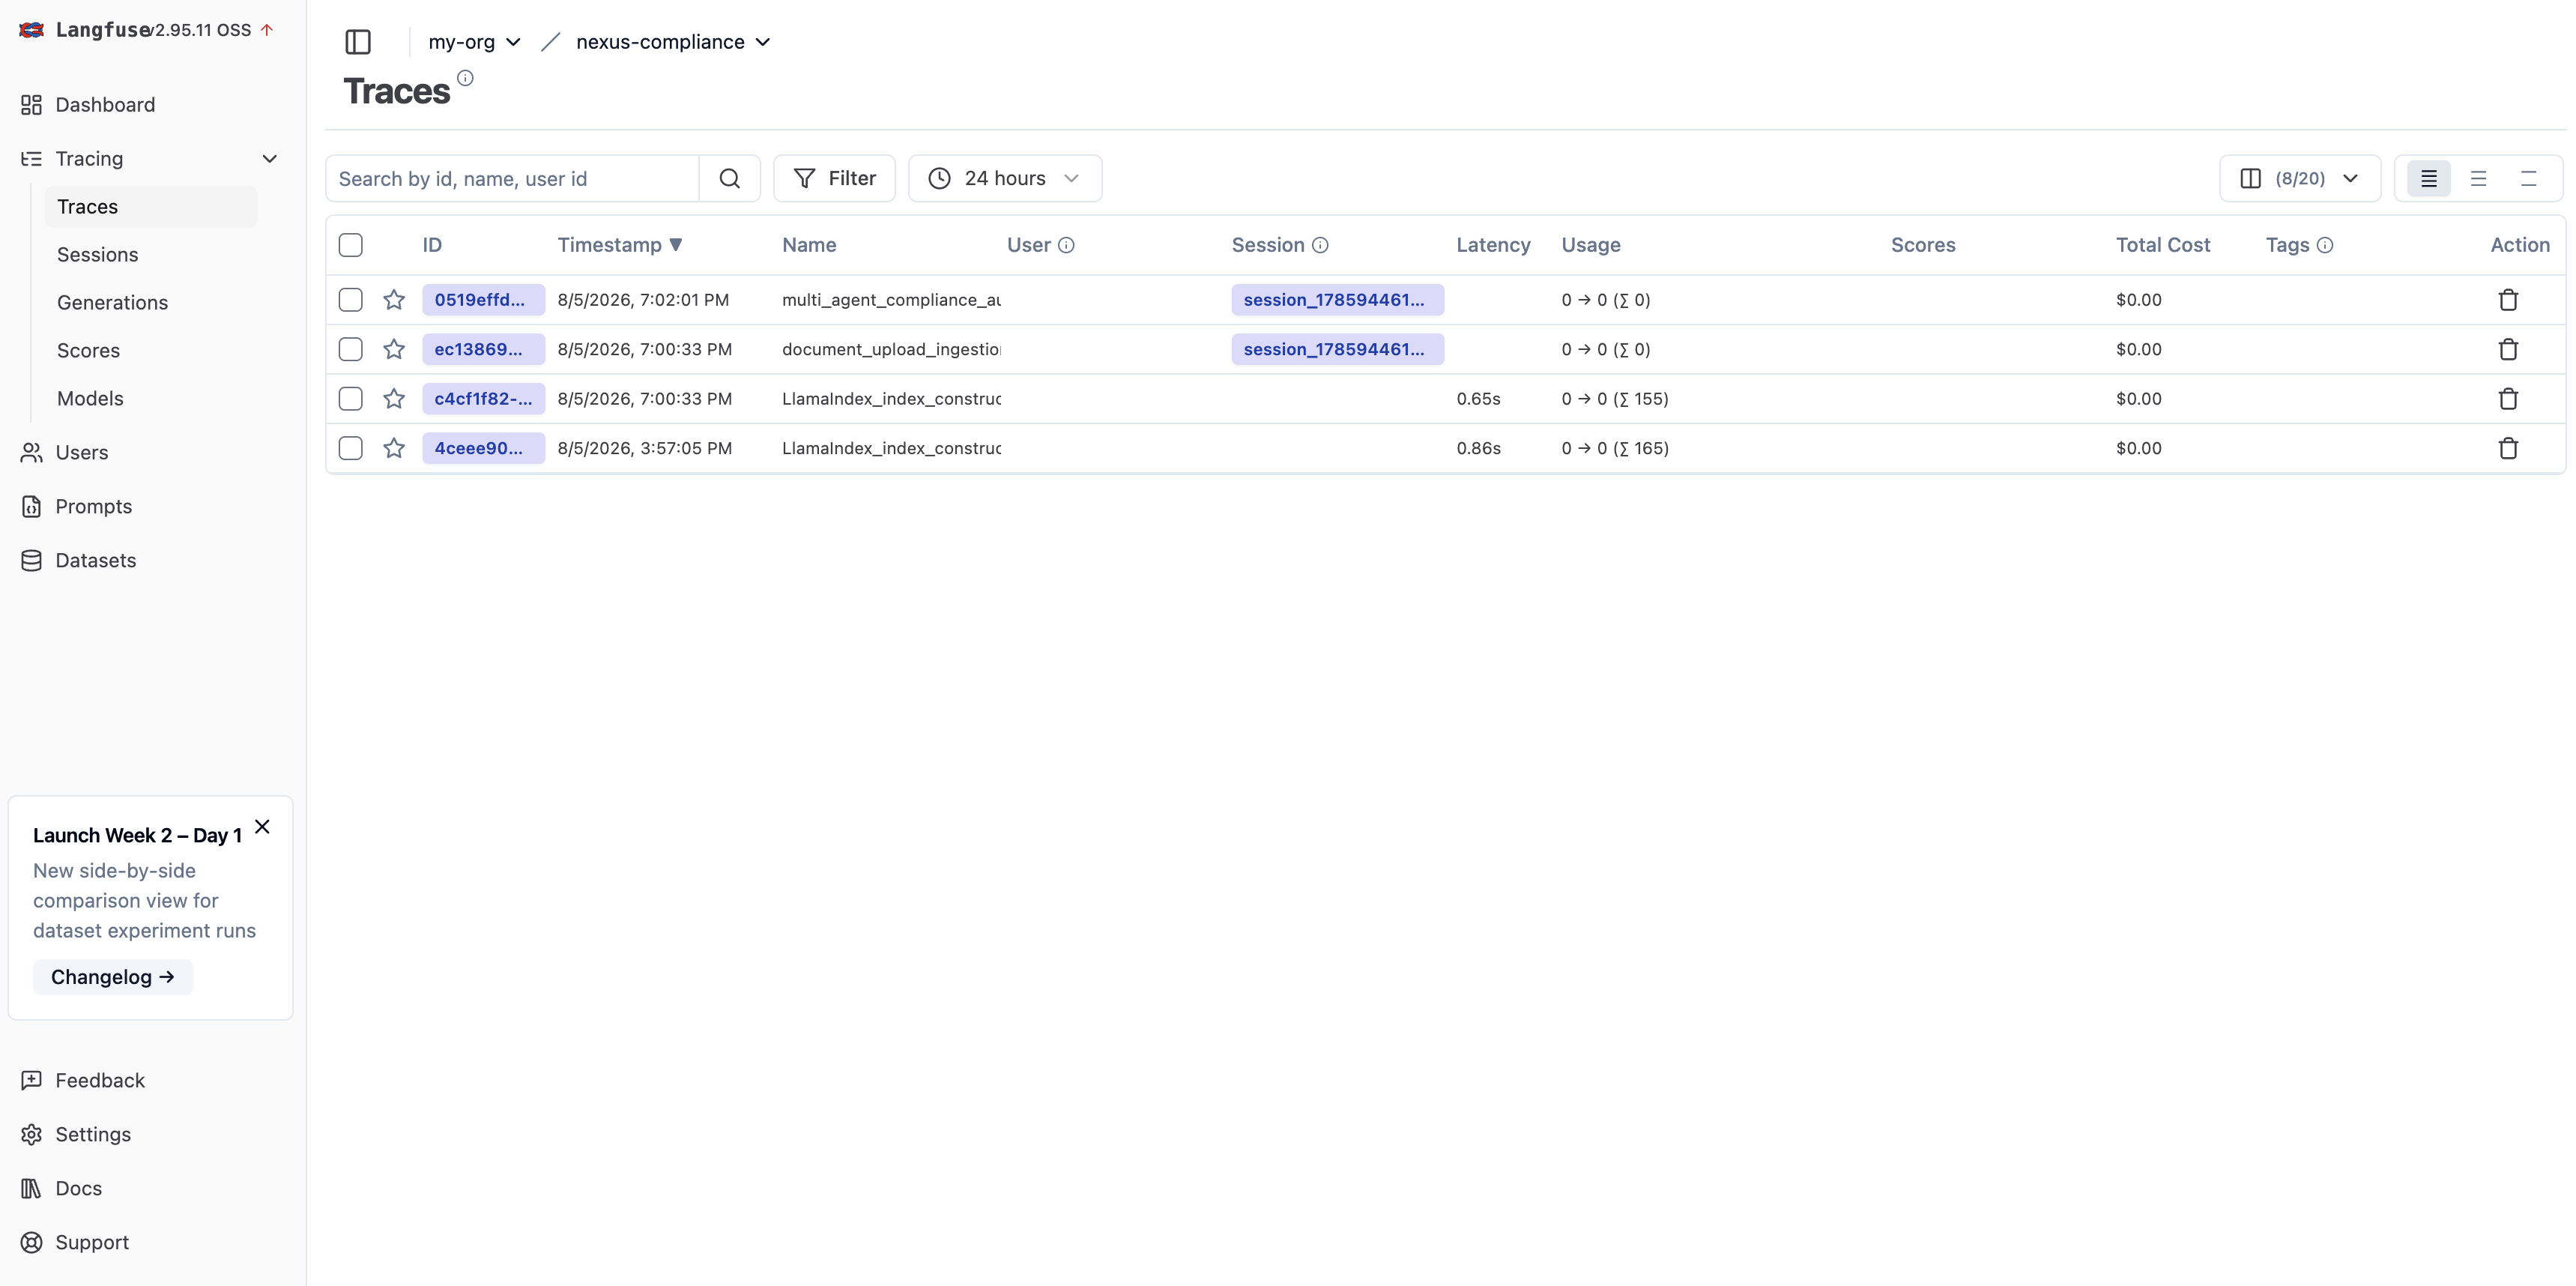 Langfuse v2.95.11 OSS ↑
Dashboard
Tracing
Traces
Sessions
Generations
Scores
Models
Users
Prompts
Datasets
Launch Week 2 – Day 1
New side-by-side
comparison view for
dataset experiment runs
Changelog →
Feedback
Settings
Docs
Support
my-org / nexus-compliance
Traces
Search by id, name, user id Filter 24 hours (8/20)
ID Timestamp ▼ Name User Session Latency Usage Scores Total Cost Tags Action
0519effd... 8/5/2026, 7:02:01 PM multi_agent_compliance_au session_178594461... 0 → 0 (∑ 0) $0.00
ec13869... 8/5/2026, 7:00:33 PM document_upload_ingestion session_178594461... 0 → 0 (∑ 0) $0.00
c4cf1f82-... 8/5/2026, 7:00:33 PM LlamaIndex_index_construc 0.65s 0 → 0 (∑ 155) $0.00
4ceee90... 8/5/2026, 3:57:05 PM LlamaIndex_index_construc 0.86s 0 → 0 (∑ 165) $0.00